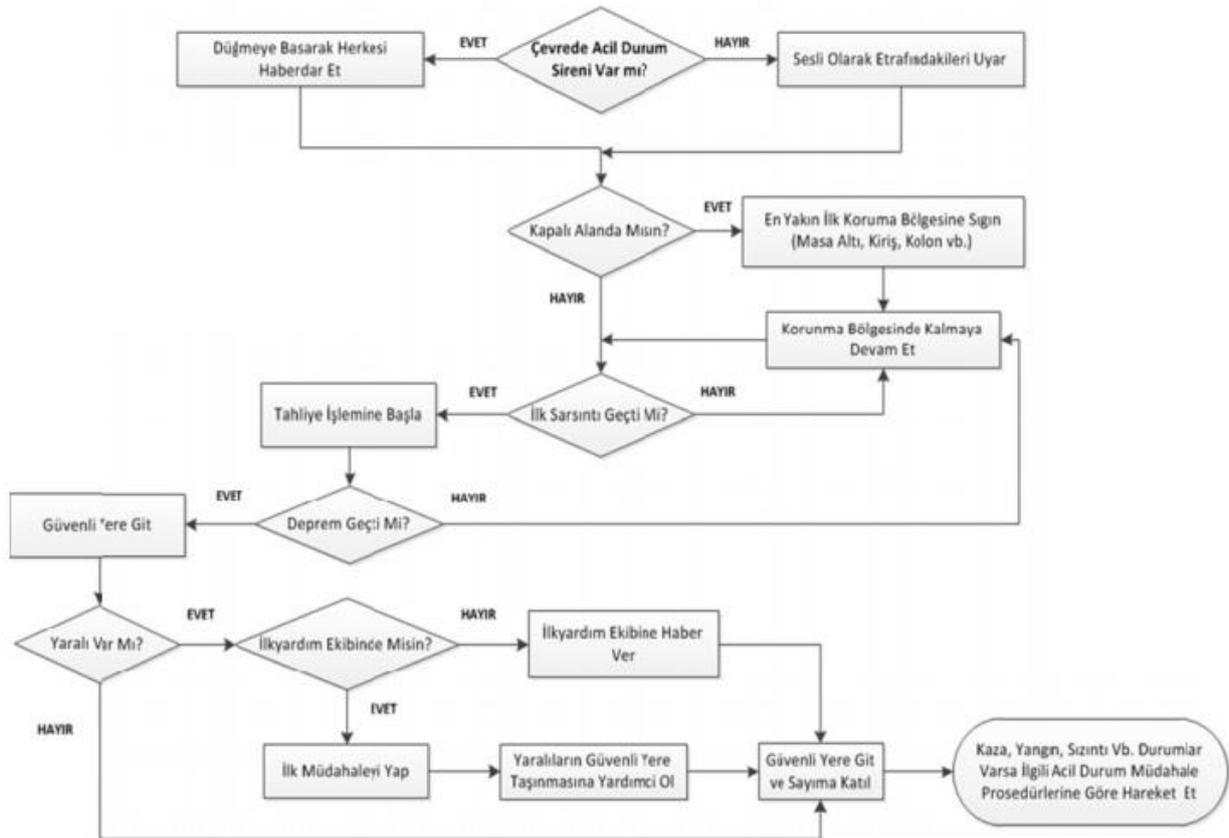 Düğmeye Basarak Herkesi
Haberdar Et
EVET
Çevrede Acil Durum
Sireni Var mı?
HAYIR
Sesli Olarak Etrafındakileri Uyar
Kapalı Alanda Mısın?
EVET
En Yakın İlk Koruma Bölgesine Sığın
(Masa Altı, Kiriş, Kolon vb.)
HAYIR
Korunma Bölgesinde Kalmaya
Devam Et
Tahliye İşlemine Başla
EVET
İlk Sarsıntı Geçti Mi?
HAYIR
Güvenli Yere Git
EVET
Deprem Geçti Mi?
HAYIR
Yaralı Var Mı?
EVET
İlkyardım Ekibinde Misin?
HAYIR
İlkyardım Ekibine Haber
Ver
HAYIR
EVET
İlk Müdahaleyi Yap
Yaralıların Güvenli Yere
Taşınmasına Yardımcı Ol
Güvenli Yere Git
ve Sayıma Katıl
Kaza, Yangın, Sızıntı Vb. Durumlar
Varsa İlgili Acil Durum Müdahale
Prosedürlerine Göre Hareket Et